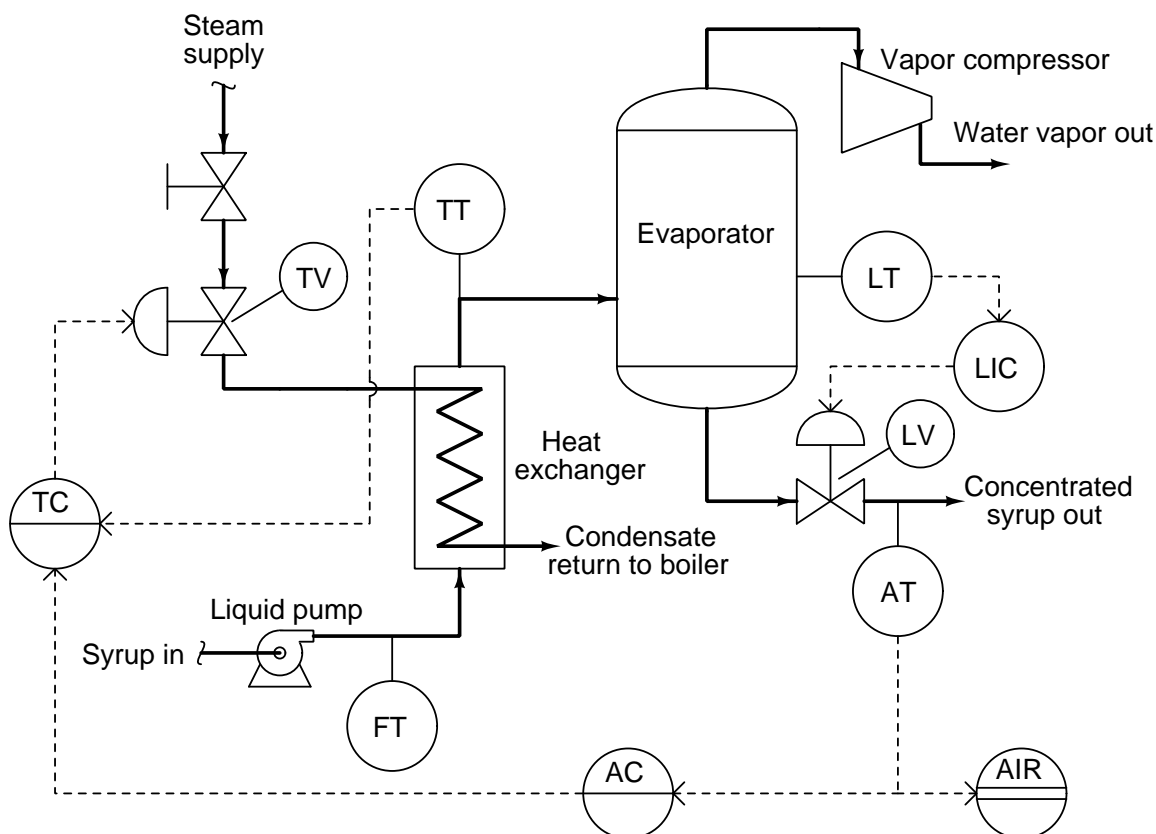 Steam
supply
Vapor compressor
Water vapor out
TT
Evaporator
TV
LT
LIC
LV
Heat
exchanger
Concentrated
syrup out
TC
Condensate
return to boiler
AT
Liquid pump
Syrup in
FT
AC
AIR